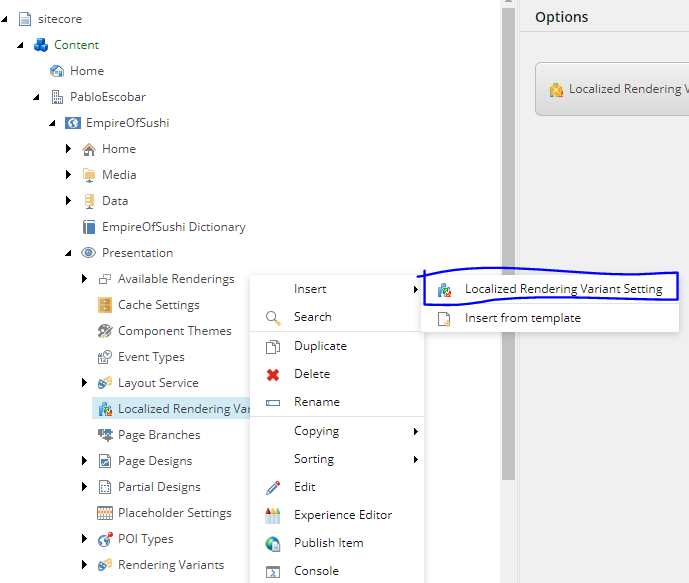 sitecore
Content
Home
PabloEscobar
EmpireOfSushi
Home
Media
Data
EmpireOfSushi Dictionary
Presentation
Available Renderings
Cache Settings
Component Themes
Event Types
Layout Service
Localized Rendering Var
Page Branches
Page Designs
Partial Designs
Placeholder Settings
POI Types
Rendering Variants
Insert
Search
Duplicate
Delete
Rename
Copying
Sorting
Edit
Experience Editor
Publish Item
Console
Localized Rendering Variant Setting
Insert from template
Options
Localized Rendering V